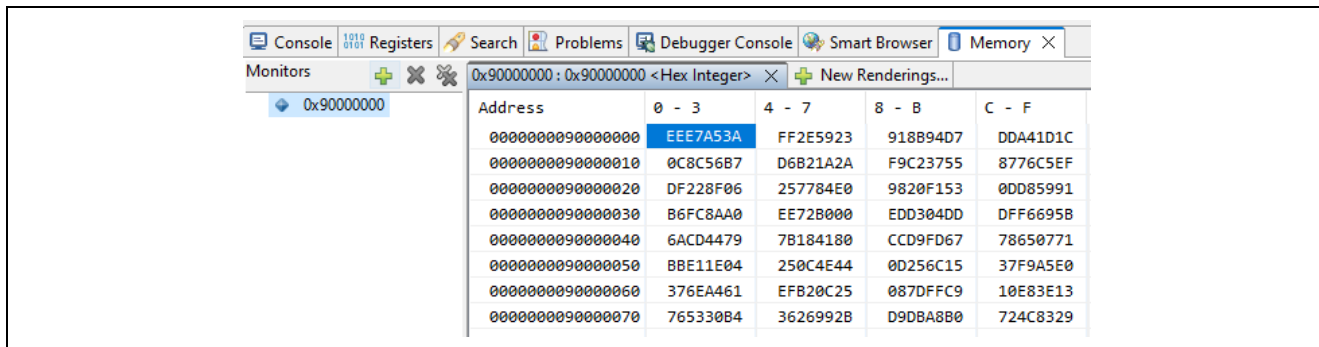 Console Registers Search Problems Debugger Console Smart Browser Memory
Monitors 0x90000000 : 0x90000000 <Hex Integer> New Renderings...
0x90000000
Address 0 - 3 4 - 7 8 - B C - F
0000000090000000 EEE7A53A FF2E5923 918B94D7 DDA41D1C
0000000090000010 0C8C56B7 D6B21A2A F9C23755 8776C5EF
0000000090000020 DF228F06 257784E0 9820F153 0DD85991
0000000090000030 B6FC8AA0 EE72B000 EDD304DD DFF6695B
0000000090000040 6ACD4479 7B184180 CCD9FD67 78650771
0000000090000050 BBE11E04 250C4E44 0D256C15 37F9A5E0
0000000090000060 376EA461 EFB20C25 087DFFC9 10E83E13
0000000090000070 765330B4 3626992B D9DBA8B0 724C8329